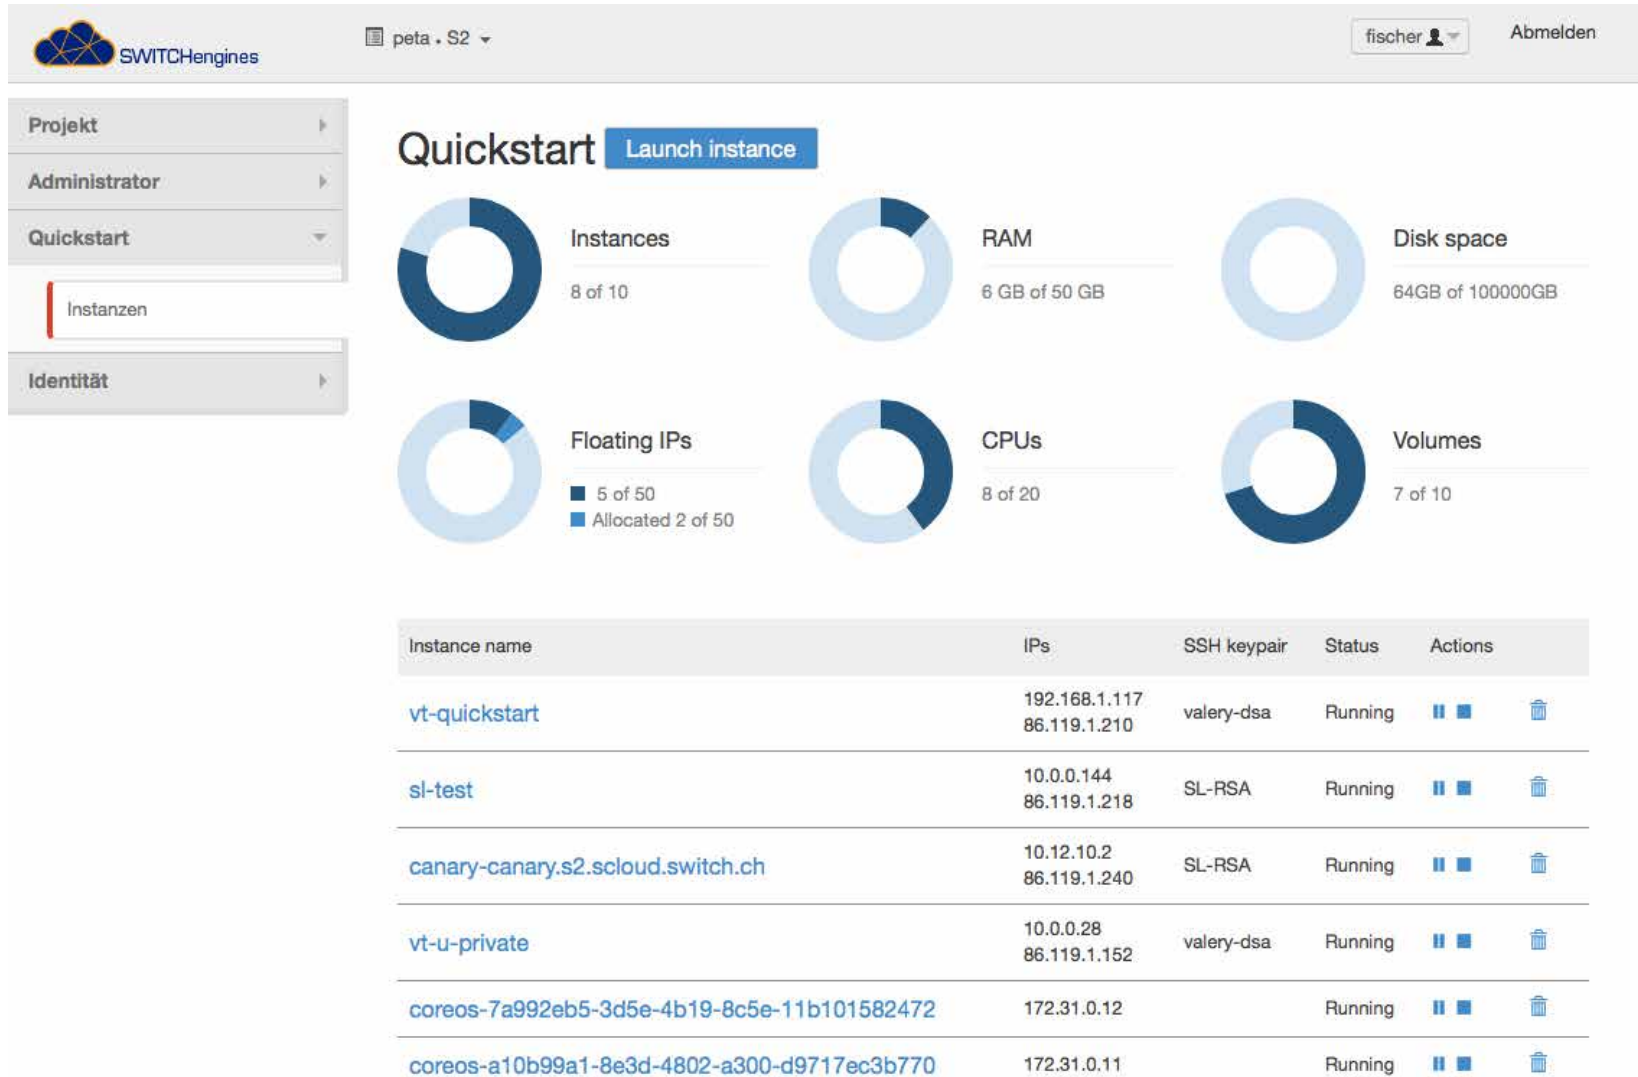 SWITCHengines
peta . S2
fischer
Abmelden
Projekt
Administrator
Quickstart
Instanzen
Identität
Quickstart
Launch instance
Instances
8 of 10
RAM
6 GB of 50 GB
Disk space
64GB of 100000GB
Floating IPs
5 of 50
Allocated 2 of 50
CPUs
8 of 20
Volumes
7 of 10
Instance name IPs SSH keypair Status Actions
vt-quickstart 192.168.1.117 valery-dsa Running
86.119.1.210
sl-test 10.0.0.144 SL-RSA Running
86.119.1.218
canary-canary.s2.scloud.switch.ch 10.12.10.2 SL-RSA Running
86.119.1.240
vt-u-private 10.0.0.28 valery-dsa Running
86.119.1.152
coreos-7a992eb5-3d5e-4b19-8c5e-11b101582472 172.31.0.12 Running
coreos-a10b99a1-8e3d-4802-a300-d9717ec3b770 172.31.0.11 Running